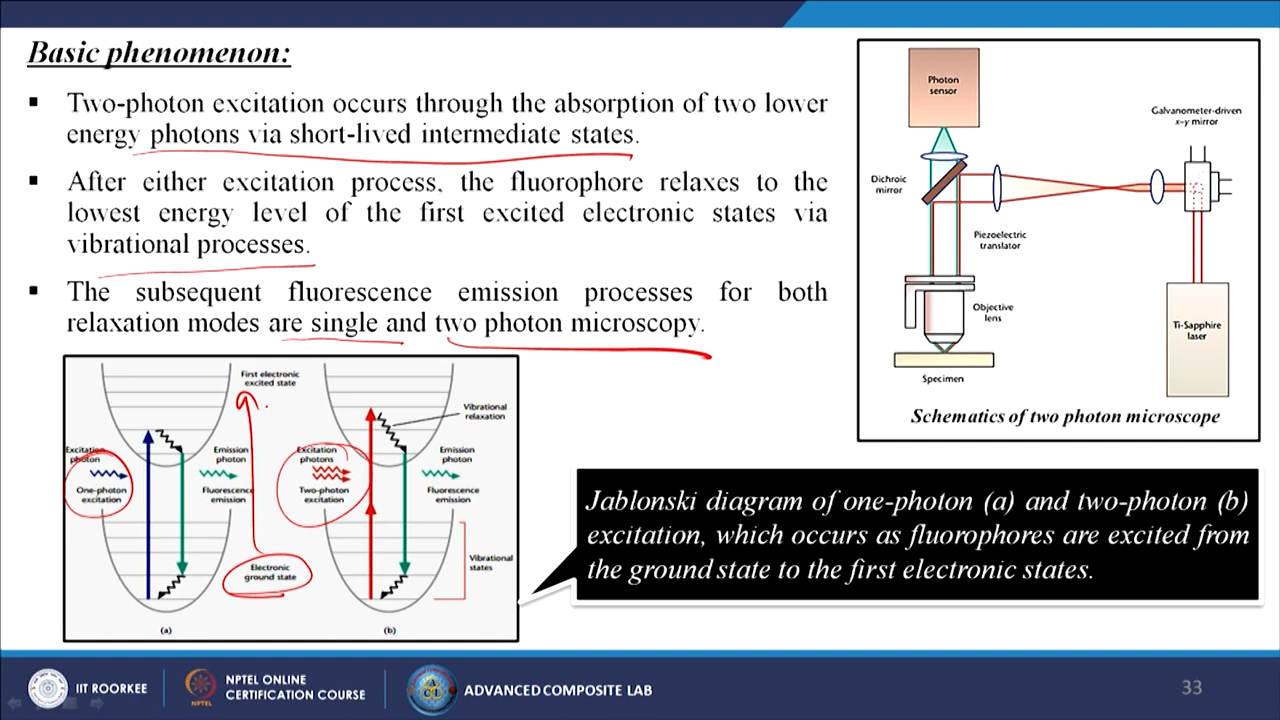 Basic phenomenon:
▪ Two-photon excitation occurs through the absorption of two lower
energy photons via short-lived intermediate states.
▪ After either excitation process, the fluorophore relaxes to the
lowest energy level of the first excited electronic states via
vibrational processes.
▪ The subsequent fluorescence emission processes for both
relaxation modes are single and two photon microscopy.
Photon
sensor
Galvanometer-driven
x–y mirror
Dichroic
mirror
Piezoelectric
translator
Objective
lens
Ti-Sapphire
laser
Specimen
Schematics of two photon microscope
First electronic
excited state
Vibrational
relaxation
Excitation
photon
Emission
photon
Excitation
photons
Emission
photon
One-photon
excitation
Fluorescence
emission
Two-photon
excitation
Fluorescence
emission
Electronic
ground state
Vibrational
states
(a)
(b)
Jablonski diagram of one-photon (a) and two-photon (b)
excitation, which occurs as fluorophores are excited from
the ground state to the first electronic states.
IIT ROORKEE
NPTEL
NPTEL ONLINE
CERTIFICATION COURSE
ACL
ADVANCED COMPOSITE LAB
33